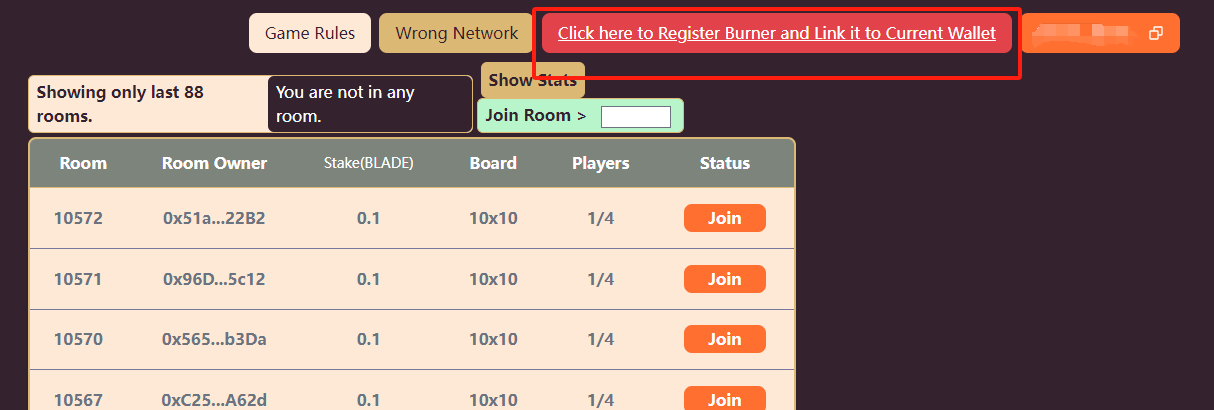 Game Rules
Wrong Network
Click here to Register Burner and Link it to Current Wallet
Showing only last 88
rooms.
You are not in any
room.
Show Stats
Join Room >
Room Room Owner Stake(BLADE) Board Players Status
10572 0x51a...22B2 0.1 10x10 1/4 Join
10571 0x96D...5c12 0.1 10x10 1/4 Join
10570 0x565...b3Da 0.1 10x10 1/4 Join
10567 0xC25...A62d 0.1 10x10 1/4 Join